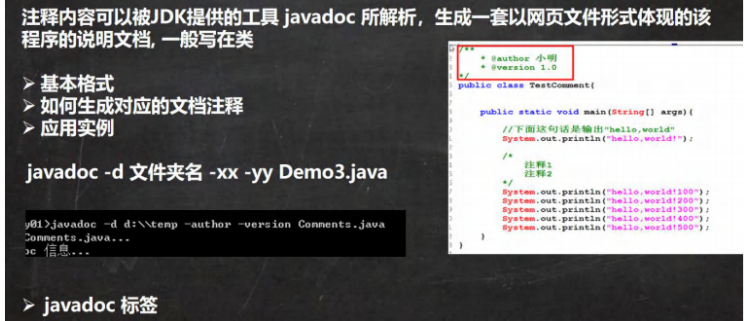 注释内容可以被JDK提供的工具 javadoc 所解析，生成一套以网页文件形式体现的该
程序的说明文档, 一般写在类
➢ 基本格式
➢ 如何生成对应的文档注释
➢ 应用实例
javadoc -d 文件夹名 -xx -yy Demo3.java
y01>javadoc -d d:\\temp -author -version Comments.java
Comments.java...
oc 信息...
➢ javadoc 标签
/**
* @author 小明
* @version 1.0
*/
public class TestComment{
public static void main(String[] args){
//下面这句话是输出"hello,world"
System.out.println("hello,world!");
/*
注释1
注释2
*/
System.out.println("hello,world!100");
System.out.println("hello,world!200");
System.out.println("hello,world!300");
System.out.println("hello,world!400");
System.out.println("hello,world!500");
}
}